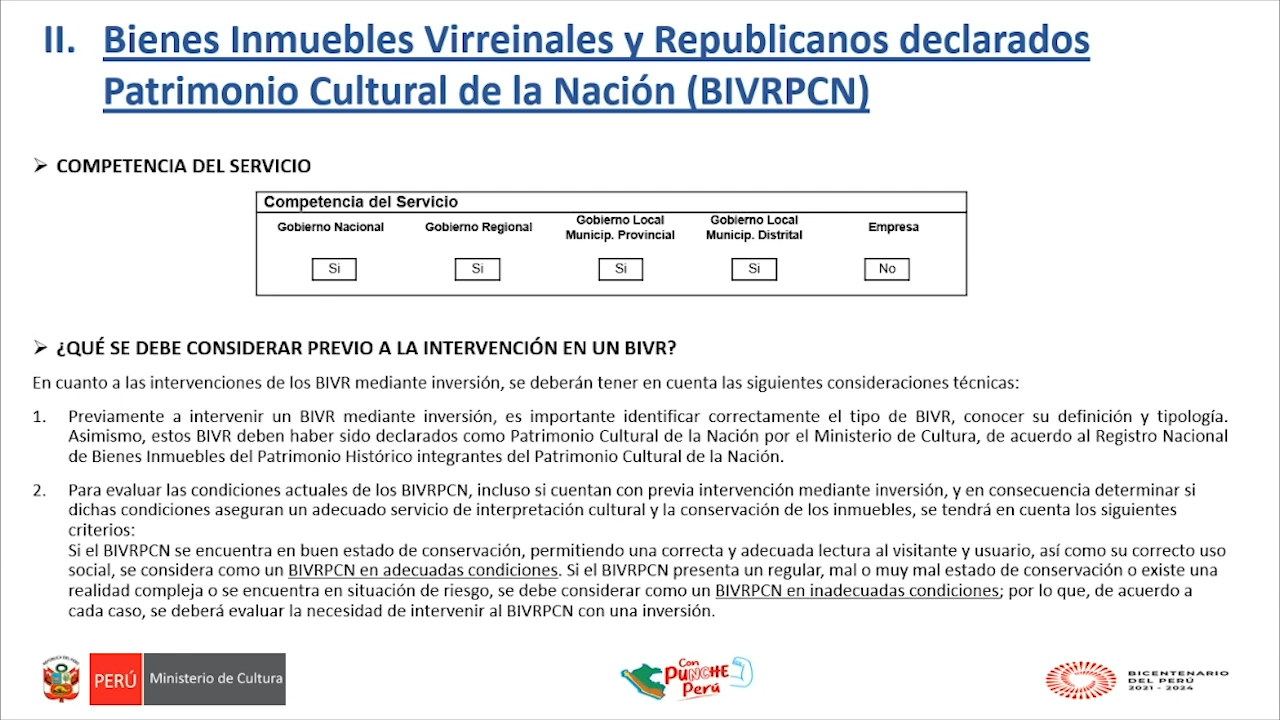 II. Bienes Inmuebles Virreinales y Republicanos declarados
Patrimonio Cultural de la Nación (BIVRPCN)
➢ COMPETENCIA DEL SERVICIO
Competencia del Servicio
Gobierno Nacional
Gobierno Regional
Gobierno Local
Municip. Provincial
Gobierno Local
Municip. Distrital
Empresa
Si
Si
Si
Si
No
➢ ¿QUÉ SE DEBE CONSIDERAR PREVIO A LA INTERVENCIÓN EN UN BIVR?
En cuanto a las intervenciones de los BIVR mediante inversión, se deberán tener en cuenta las siguientes consideraciones técnicas:
1. Previamente a intervenir un BIVR mediante inversión, es importante identificar correctamente el tipo de BIVR, conocer su definición y tipología.
Asimismo, estos BIVR deben haber sido declarados como Patrimonio Cultural de la Nación por el Ministerio de Cultura, de acuerdo al Registro Nacional
de Bienes Inmuebles del Patrimonio Histórico integrantes del Patrimonio Cultural de la Nación.
2. Para evaluar las condiciones actuales de los BIVRPCN, incluso si cuentan con previa intervención mediante inversión, y en consecuencia determinar si
dichas condiciones aseguran un adecuado servicio de interpretación cultural y la conservación de los inmuebles, se tendrá en cuenta los siguientes
criterios:
Si el BIVRPCN se encuentra en buen estado de conservación, permitiendo una correcta y adecuada lectura al visitante y usuario, así como su correcto uso
social, se considera como un BIVRPCN en adecuadas condiciones. Si el BIVRPCN presenta un regular, mal o muy mal estado de conservación o existe una
realidad compleja o se encuentra en situación de riesgo, se debe considerar como un BIVRPCN en inadecuadas condiciones; por lo que, de acuerdo a
cada caso, se deberá evaluar la necesidad de intervenir al BIVRPCN con una inversión.
REPÚBLICA DEL PERÚ
PERÚ
Ministerio de Cultura
Con
PUNCHE
Perú
BICENTENARIO
DEL PERÚ
2021 - 2024